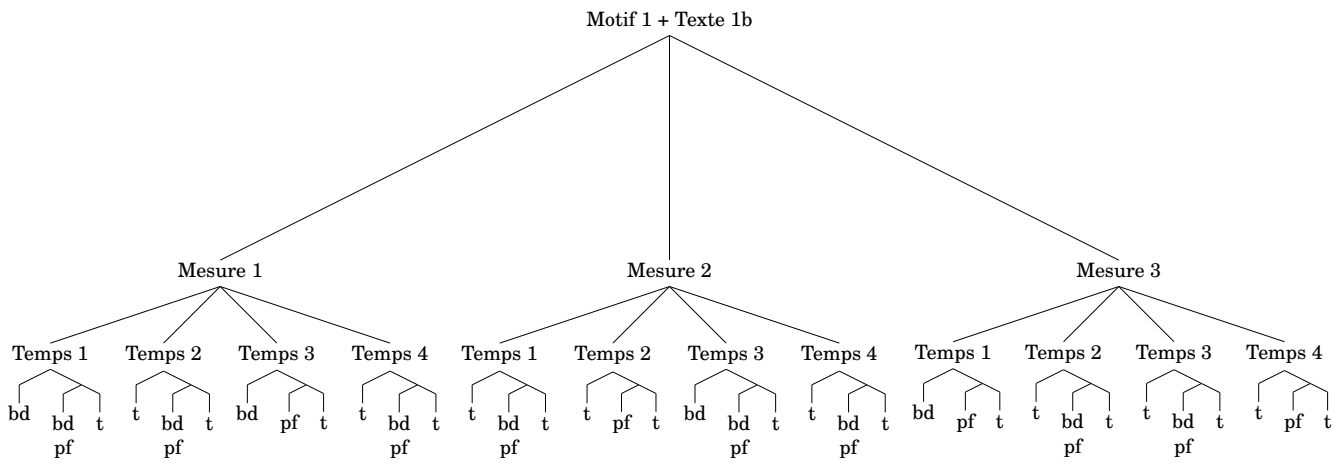 Motif 1 + Texte 1b
Mesure 1 Mesure 2 Mesure 3
Temps 1 Temps 2 Temps 3 Temps 4 Temps 1 Temps 2 Temps 3 Temps 4 Temps 1 Temps 2 Temps 3 Temps 4
bd bd t t bd t bd pf t t bd t t bd t t pf t bd bd t t bd t bd pf t t bd t t bd t t pf t
pf pf pf pf pf pf pf pf